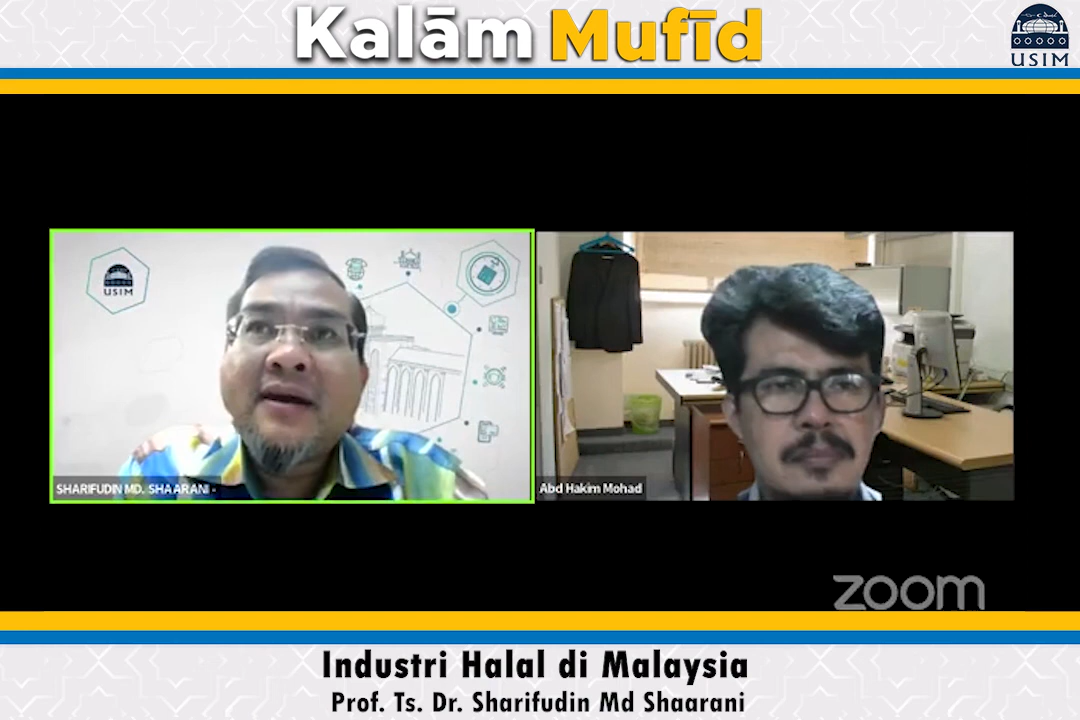 Kalām Mufīd
USIM
USIM
SHARIFUDIN MD. SHAARANI -
Abd Hakim Mohad
zoom
Industri Halal di Malaysia
Prof. Ts. Dr. Sharifudin Md Shaarani